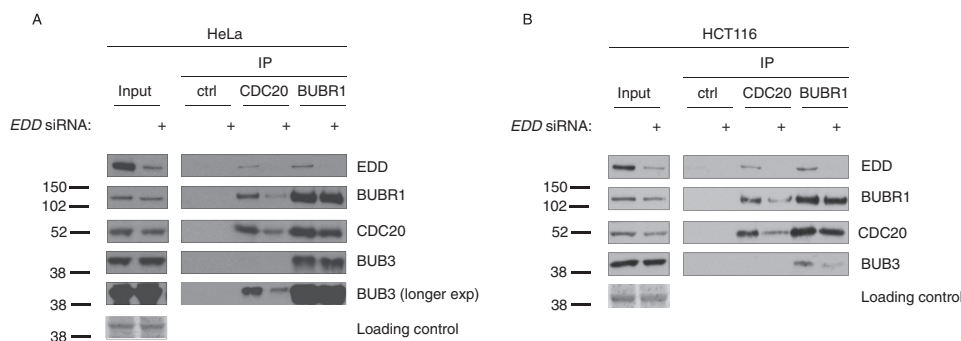 A
HeLa
IP
Input ctrl CDC20 BUBR1
EDD siRNA: + + + +
EDD
150
102
BUBR1
52
CDC20
38
BUB3
38
BUB3 (longer exp)
38
Loading control
B
HCT116
IP
Input ctrl CDC20 BUBR1
EDD siRNA: + + + +
EDD
150
102
BUBR1
52
CDC20
38
BUB3
38
Loading control